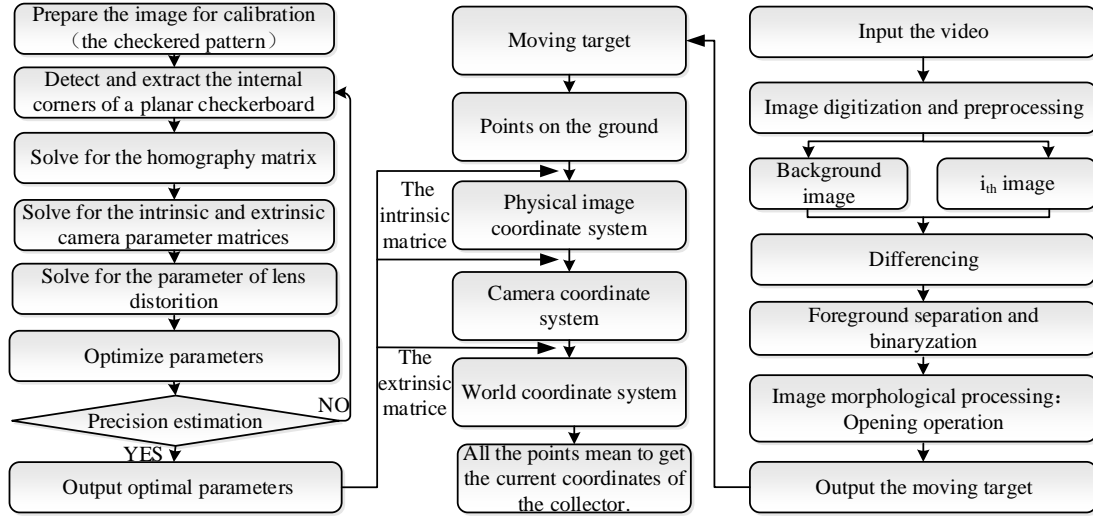 Prepare the image for calibration
（the checkered pattern）
Detect and extract the internal
corners of a planar checkerboard
Solve for the homography matrix
Solve for the intrinsic and extrinsic
camera parameter matrices
Solve for the parameter of lens
distorition
Optimize parameters
Precision estimation
NO
YES
Output optimal parameters
The
intrinsic
matrice
The
extrinsic
matrice
Moving target
Points on the ground
Physical image
coordinate system
Camera coordinate
system
World coordinate system
All the points mean to get
the current coordinates
of the collector.
Input the video
Image digitization and preprocessing
Background
image
ith image
Differencing
Foreground separation and
binaryzation
Image morphological processing：
Opening operation
Output the moving target